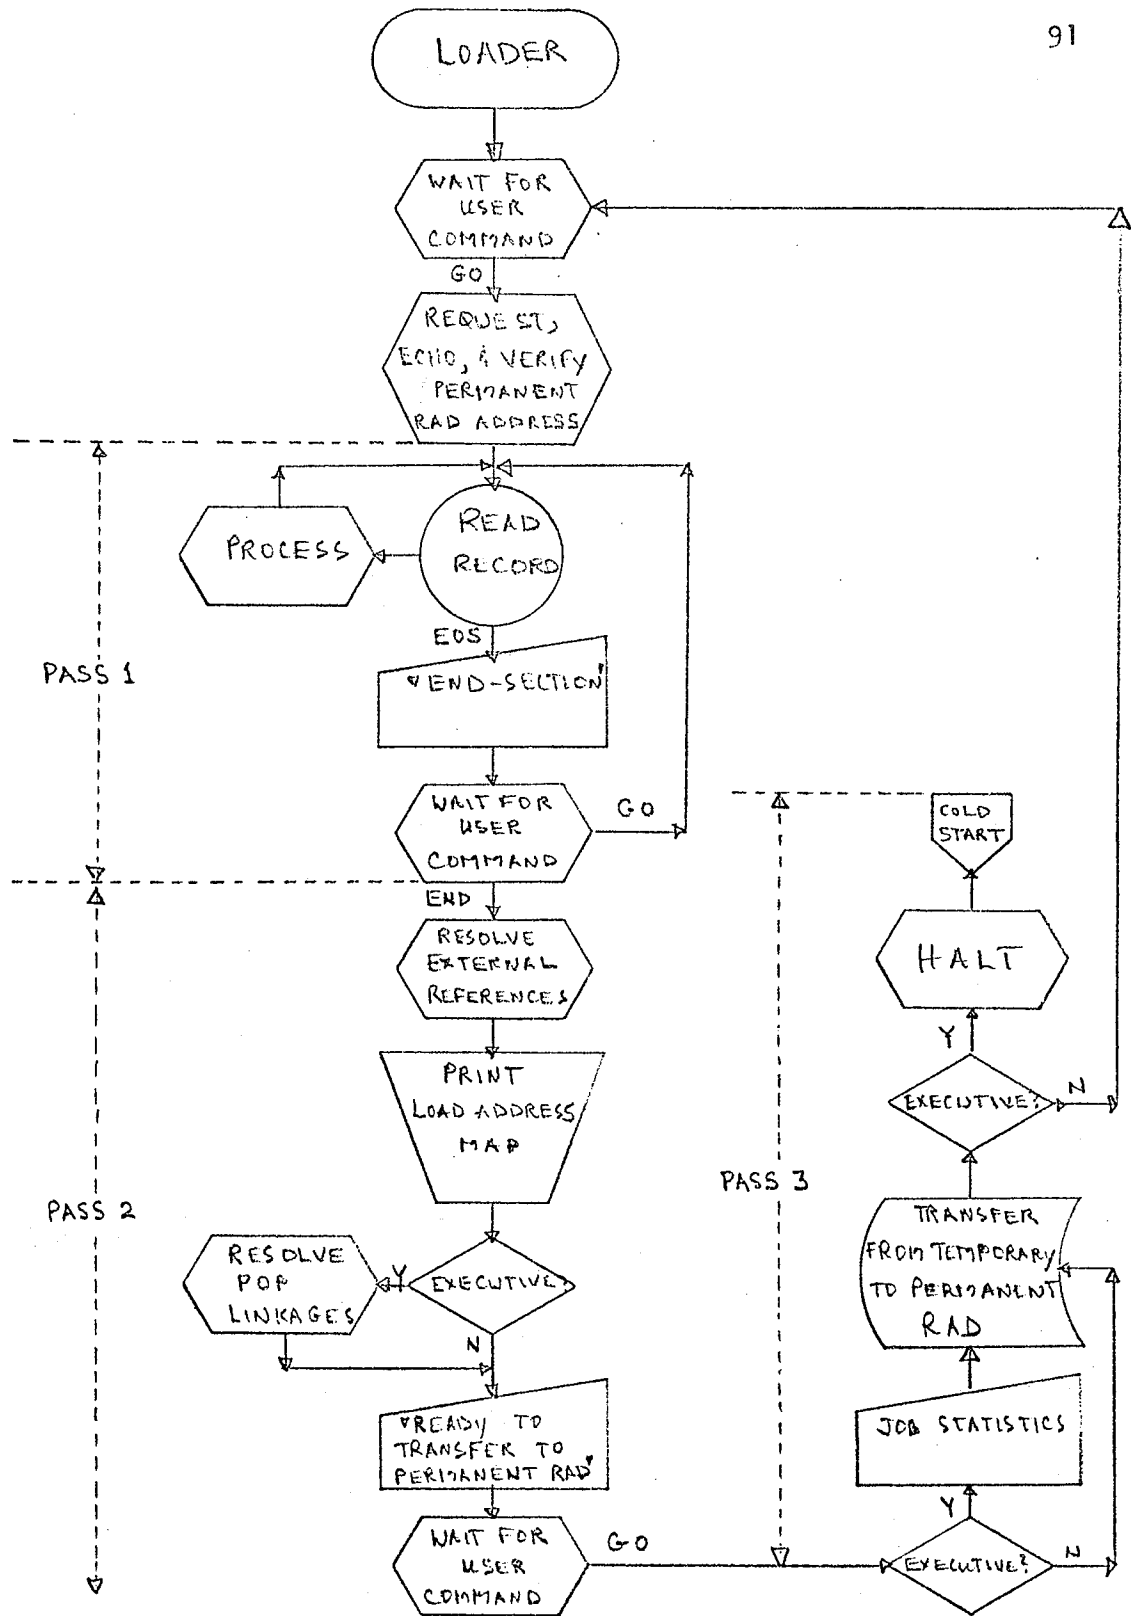 91
LOADER
WAIT FOR
USER
COMMAND
GO
REQUEST,
ECHO, & VERIFY
PERMANENT
RAD ADDRESS
PROCESS
READ
RECORD
EOS
PASS 1
"END-SECTION"
WAIT FOR
USER
COMMAND
GO
END
RESOLVE
EXTERNAL
REFERENCES
PRINT
LOAD ADDRESS
MAP
PASS 2
RESOLVE
POP
LINKAGES
Y
EXECUTIVE?
N
"READY TO
TRANSFER TO
PERMANENT RAD"
WAIT FOR
USER
COMMAND
GO
PASS 3
COLD
START
HALT
Y
EXECUTIVE?
N
TRANSFER
FROM TEMPORARY
TO PERMANENT
RAD
JOB STATISTICS
Y
EXECUTIVE?
N